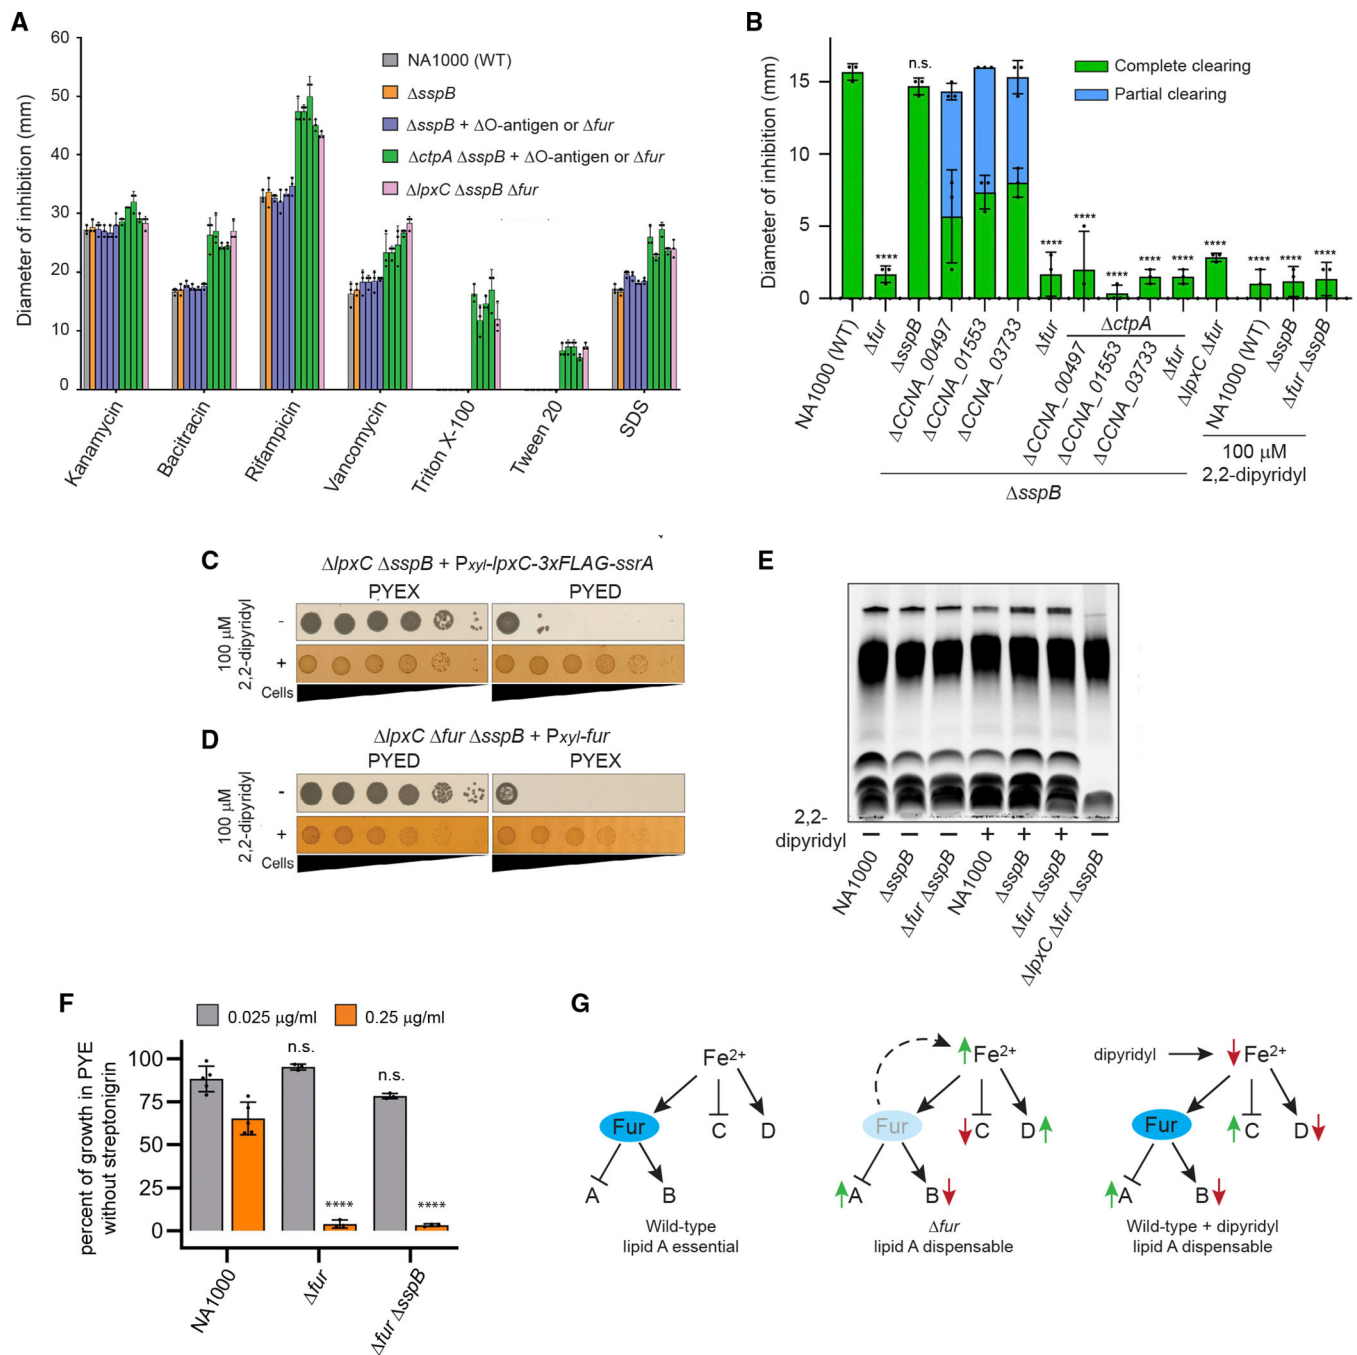 A
Diameter of inhibition (mm)
60
50
40
30
20
10
0
NA1000 (WT)
ΔsspB
ΔsspB + ΔO-antigen or Δfur
ΔctpA ΔsspB + ΔO-antigen or Δfur
ΔlpxC ΔsspB Δfur
Kanamycin
Bacitracin
Rifampicin
Vancomycin
Triton X-100
Tween 20
SDS
B
Diameter of inhibition (mm)
15
10
5
0
Complete clearing
Partial clearing
n.s.
****
****
****
****
****
****
****
****
****
****
NA1000 (WT)
Δfur
ΔsspB
ΔCCNA_00497
ΔCCNA_01553
ΔCCNA_03733
Δfur
ΔctpA
ΔCCNA_00497
ΔCCNA_01553
ΔCCNA_03733
Δfur
ΔlpxC Δfur
NA1000 (WT)
ΔsspB
Δfur ΔsspB
ΔsspB
100 μM
2,2-dipyridyl
C
ΔlpxC ΔsspB + Pxyl-lpxC-3xFLAG-ssrA
PYEX PYED
100 μM
2,2-dipyridyl
-
+
Cells
D
ΔlpxC Δfur ΔsspB + Pxyl-fur
PYED PYEX
100 μM
2,2-dipyridyl
-
+
Cells
E
2,2-
dipyridyl
− − − + + + −
NA1000
ΔsspB
Δfur ΔsspB
NA1000
ΔsspB
Δfur ΔsspB
ΔlpxC Δfur ΔsspB
F
0.025 μg/ml
0.25 μg/ml
percent of growth in PYE
without streptonigrin
100
75
50
25
0
n.s.
****
n.s.
****
NA1000
Δfur
Δfur ΔsspB
G
Fe2+
Fur
C D
A B
Wild-type
lipid A essential
Fe2+
Fur
C D
A B
Δfur
lipid A dispensable
dipyridyl
Fe2+
Fur
C D
A B
Wild-type + dipyridyl
lipid A dispensable